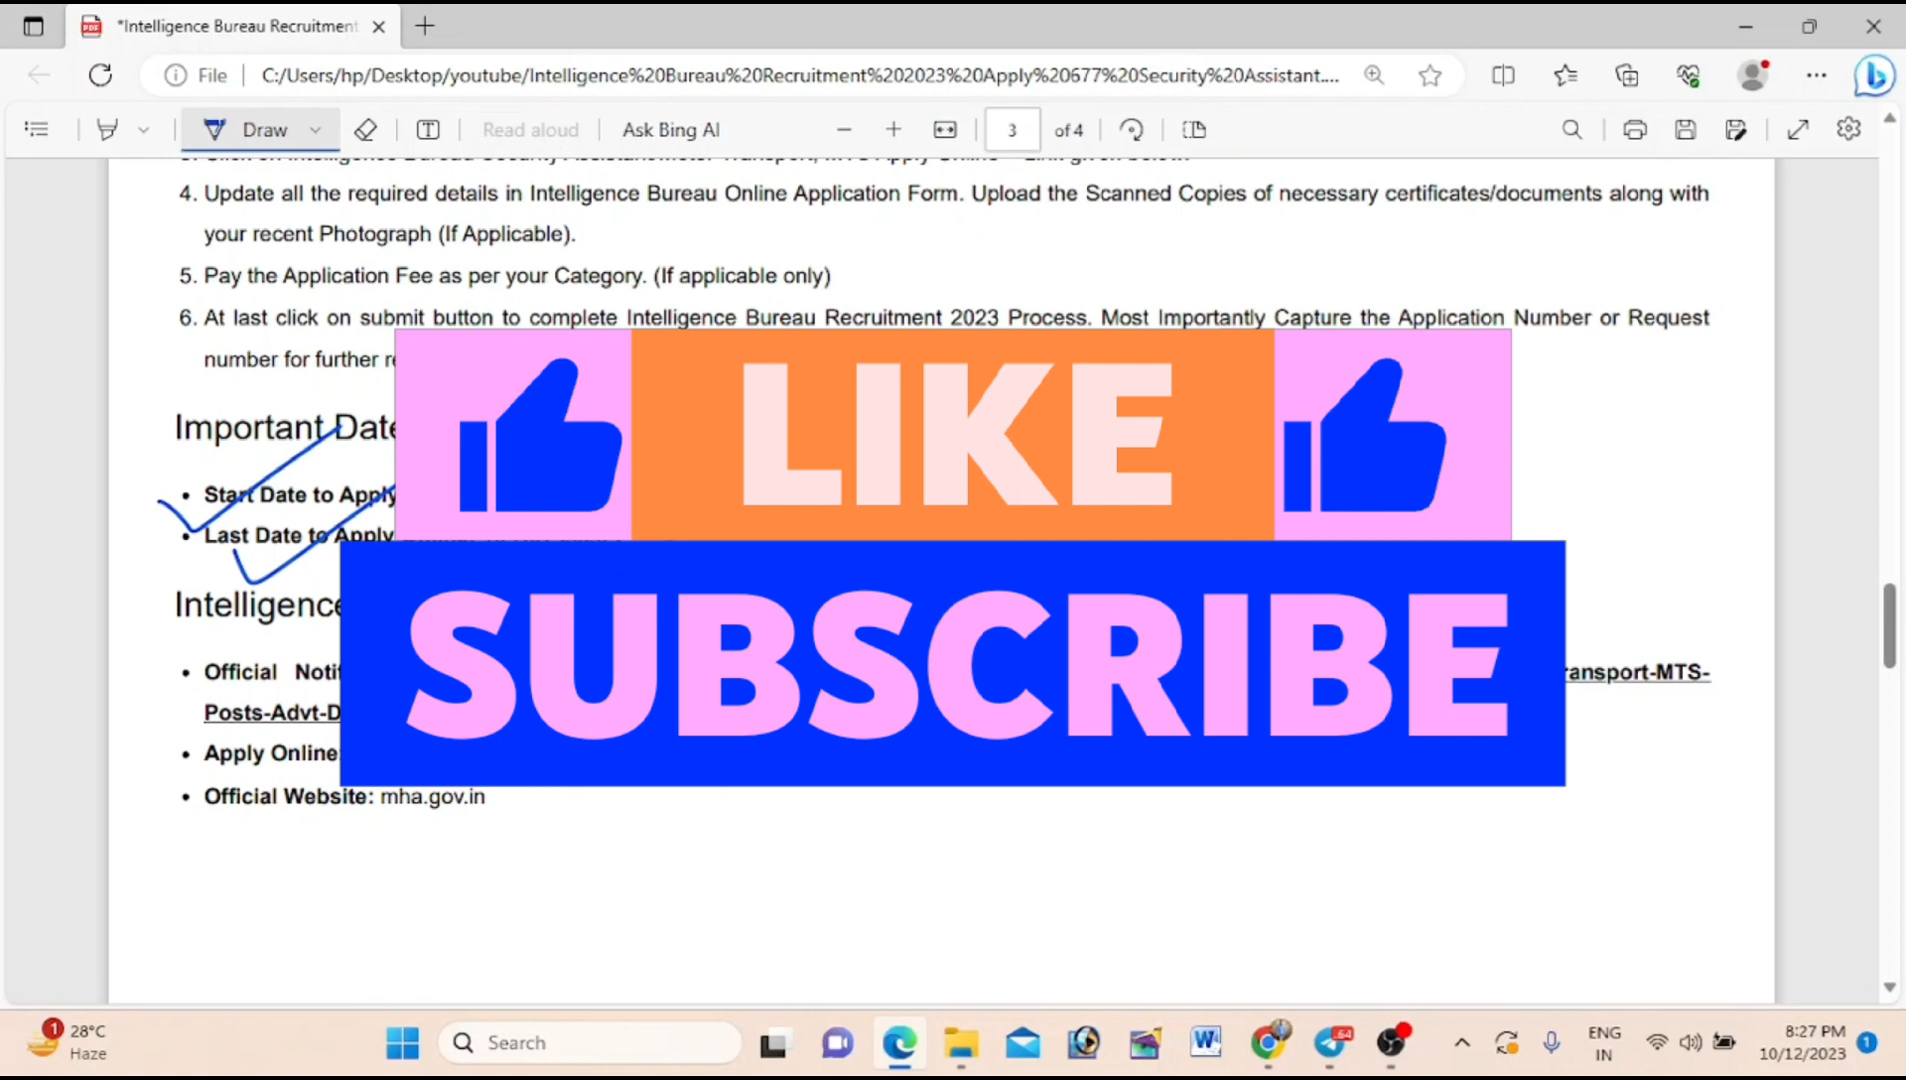 *Intelligence Bureau Recruitment
File
C:/Users/hp/Desktop/youtube/Intelligence%20Bureau%20Recruitment%202023%20Apply%20677%20Security%20Assistant....
Draw
Read aloud
Ask Bing AI
3
of 4
4. Update all the required details in Intelligence Bureau Online Application Form. Upload the Scanned Copies of necessary certificates/documents along with
your recent Photograph (If Applicable).
5. Pay the Application Fee as per your Category. (If applicable only)
6. At last click on submit button to complete Intelligence Bureau Recruitment 2023 Process. Most Importantly Capture the Application Number or Request
number for further
Important Date
• Start Date to Apply
• Last Date to Apply
LIKE
SUBSCRIBE
Intelligence
• Official Notif
ransport-MTS-
Posts-Advt-D
• Apply Online:
• Official Website: mha.gov.in
1
28°C
Haze
Search
64
ENG
IN
8:27 PM
10/12/2023
1